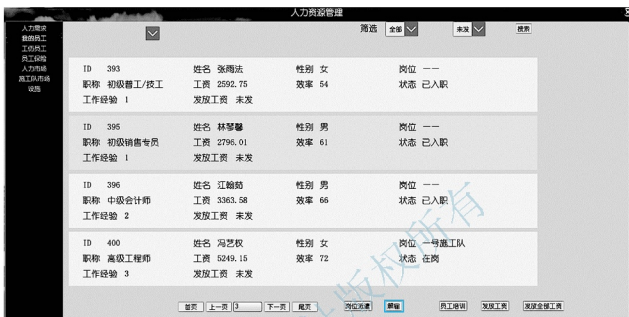 人力资源管理
人力需求
我的员工
工伤员工
员工保险
人力市场
施工队市场
设施
筛选 全部 未发 搜索
ID 393 姓名 张雨法 性别 女 岗位 ——
职称 初级普工/技工 工资 2592.75 效率 54 状态 已入职
工作经验 1 发放工资 未发
ID 395 姓名 林琴馨 性别 男 岗位 ——
职称 初级销售专员 工资 2796.01 效率 61 状态 已入职
工作经验 1 发放工资 未发
ID 396 姓名 江翰茹 性别 男 岗位 ——
职称 中级会计师 工资 3363.58 效率 66 状态 已入职
工作经验 2 发放工资 未发
ID 400 姓名 冯艺权 性别 女 岗位 一号施工队
职称 高级工程师 工资 5249.15 效率 72 状态 在岗
工作经验 3 发放工资 未发
首页 上一页 3 下一页 尾页 岗位派遣 解雇 员工培训 发放工资 发放全部工资
版权所有